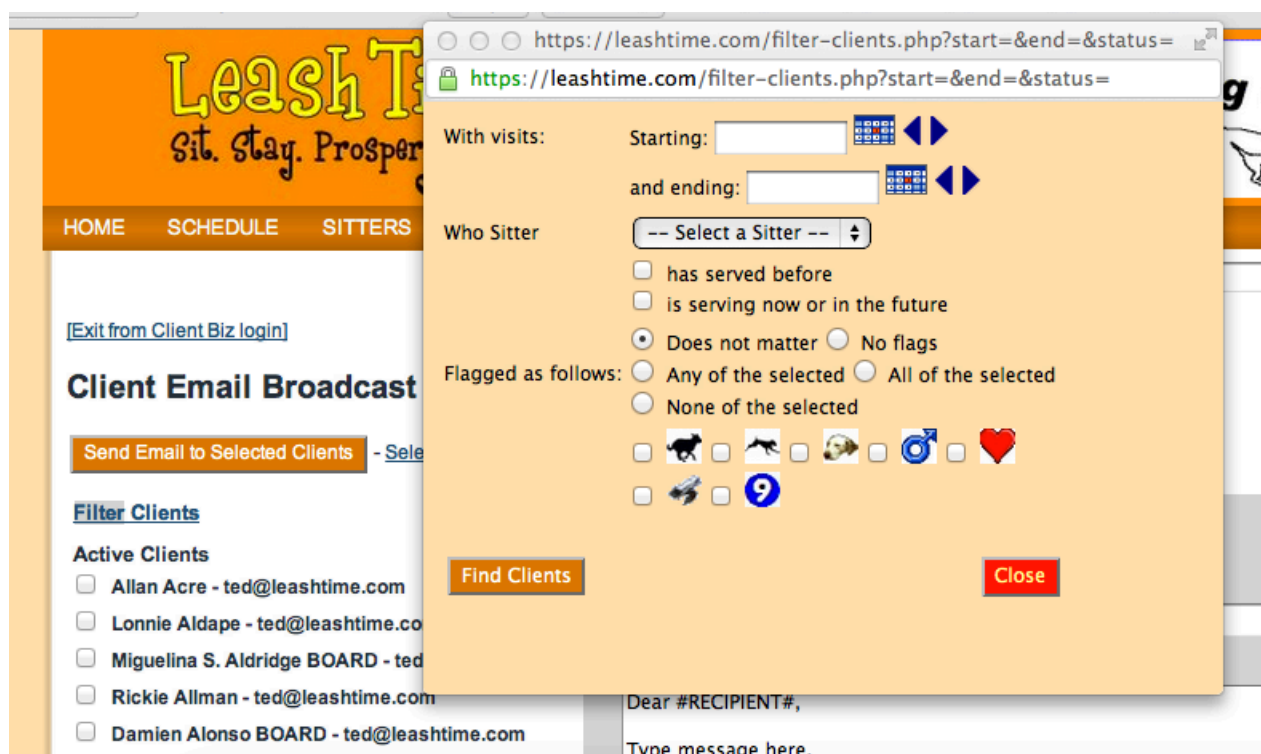 https://leashtime.com/filter-clients.php?start=&end=&status=
https://leashtime.com/filter-clients.php?start=&end=&status=
Leash
Sit. Stay. Prosper
g
HOME SCHEDULE SITTERS
With visits: Starting:
and ending:
Who Sitter -- Select a Sitter --
has served before
is serving now or in the future
Does not matter No flags
Flagged as follows: Any of the selected All of the selected
None of the selected
9
Find Clients Close
[Exit from Client Biz login]
Client Email Broadcast
Send Email to Selected Clients - Sele
Filter Clients
Active Clients
Allan Acre - ted@leashtime.com
Lonnie Aldape - ted@leashtime.co
Miguelina S. Aldridge BOARD - ted
Rickie Allman - ted@leashtime.com
Damien Alonso BOARD - ted@leashtime.com
Dear #RECIPIENT#,
Type message here.